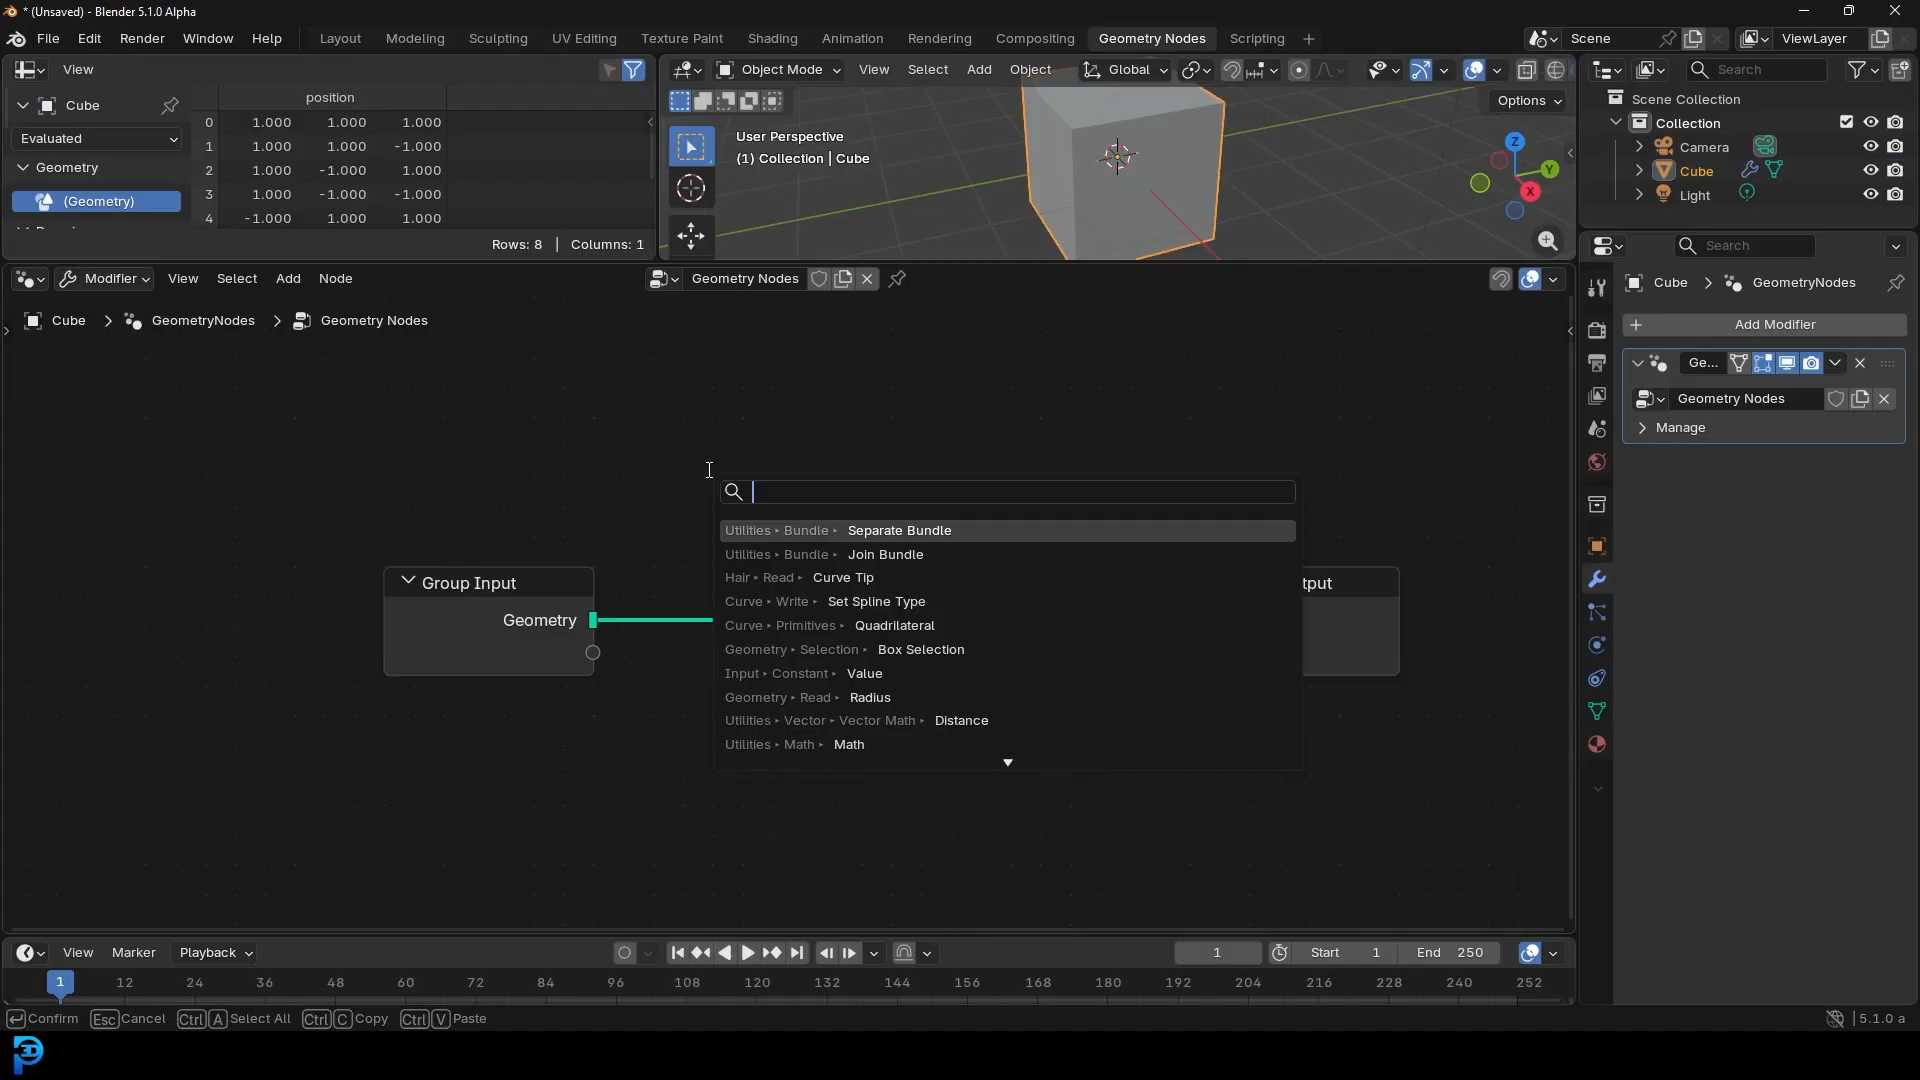 * (Unsaved) - Blender 5.1.0 Alpha
File Edit Render Window Help Layout Modeling Sculpting UV Editing Texture Paint Shading Animation Rendering Compositing Geometry Nodes Scripting + Scene ViewLayer
View
Cube
Evaluated
Geometry
(Geometry)
position
0 1.000 1.000 1.000
1 1.000 1.000 -1.000
2 1.000 -1.000 1.000
3 1.000 -1.000 -1.000
4 -1.000 1.000 1.000
Rows: 8 | Columns: 1
Object Mode View Select Add Object Global
Options
User Perspective
(1) Collection | Cube
Z
Y
X
Search
Scene Collection
Collection
Camera
Cube
Light
Search
Cube > GeometryNodes
+ Add Modifier
Ge...
Geometry Nodes
Manage
Modifier View Select Add Node Geometry Nodes
Cube > GeometryNodes > Geometry Nodes
Group Input
Geometry
tput
Utilities ▸ Bundle ▸ Separate Bundle
Utilities ▸ Bundle ▸ Join Bundle
Hair ▸ Read ▸ Curve Tip
Curve ▸ Write ▸ Set Spline Type
Curve ▸ Primitives ▸ Quadrilateral
Geometry ▸ Selection ▸ Box Selection
Input ▸ Constant ▸ Value
Geometry ▸ Read ▸ Radius
Utilities ▸ Vector ▸ Vector Math ▸ Distance
Utilities ▸ Math ▸ Math
View Marker Playback 1 Start 1 End 250
1 12 24 36 48 60 72 84 96 108 120 132 144 156 168 180 192 204 216 228 240 252
Confirm Esc Cancel Ctrl A Select All Ctrl C Copy Ctrl V Paste
5.1.0 a